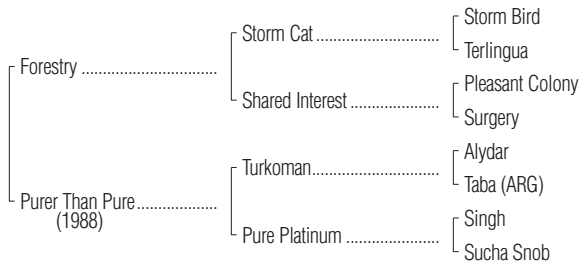 Storm Bird
Storm Cat ..............................
Terlingua
Forestry ..............................
Pleasant Colony
Shared Interest ......................
Surgery
Alydar
Turkoman..............................
Taba (ARG)
Purer Than Pure..................
(1988)
Singh
Pure Platinum ......................
Sucha Snob